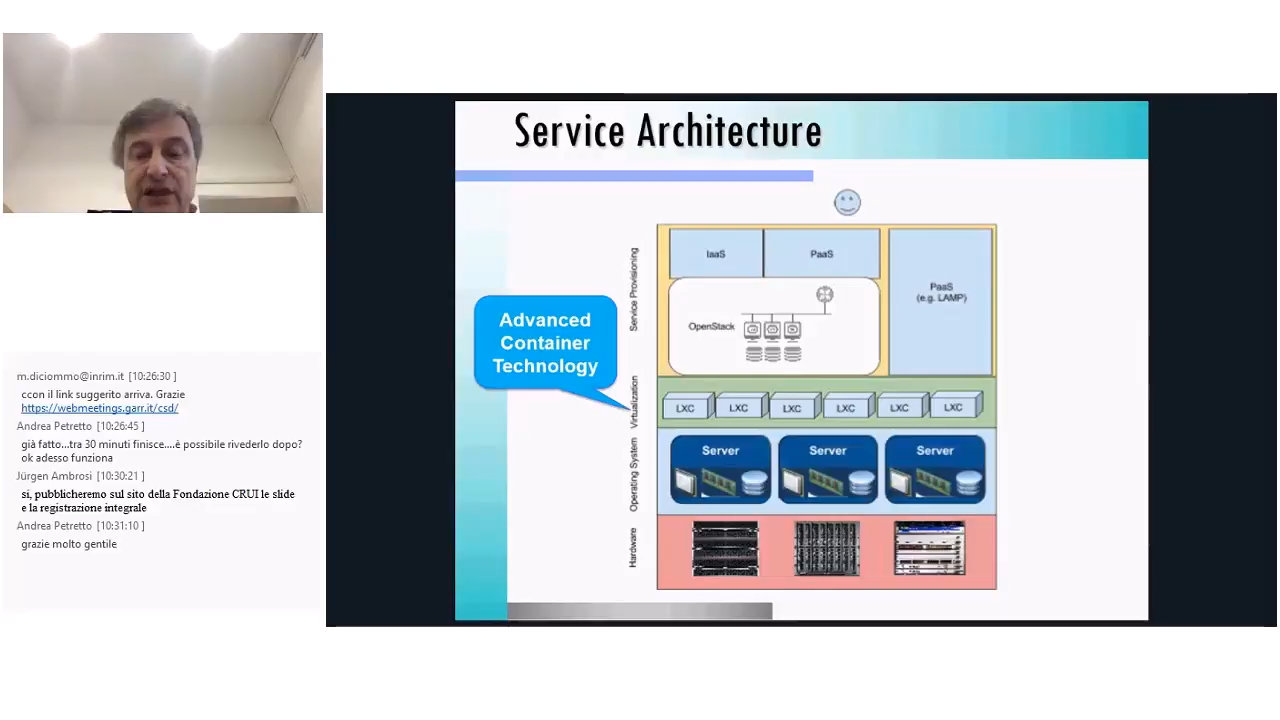 Service Architecture
Service Provisioning
IaaS
PaaS
PaaS
(e.g. LAMP)
OpenStack
Advanced
Container
Technology
Virtualization
LXC
LXC
LXC
LXC
LXC
LXC
Operating System
Server
Server
Server
Hardware
m.diciommo@inrim.it [10:26:30 ]
ccon il link suggerito arriva. Grazie
https://webmeetings.garr.it/csd/
Andrea Petretto [10:26:45 ]
già fatto...tra 30 minuti finisce....è possibile rivederlo dopo?
ok adesso funziona
Jürgen Ambrosi [10:30:21 ]
si, pubblicheremo sul sito della Fondazione CRUI le slide
e la registrazione integrale
Andrea Petretto [10:31:10 ]
grazie molto gentile